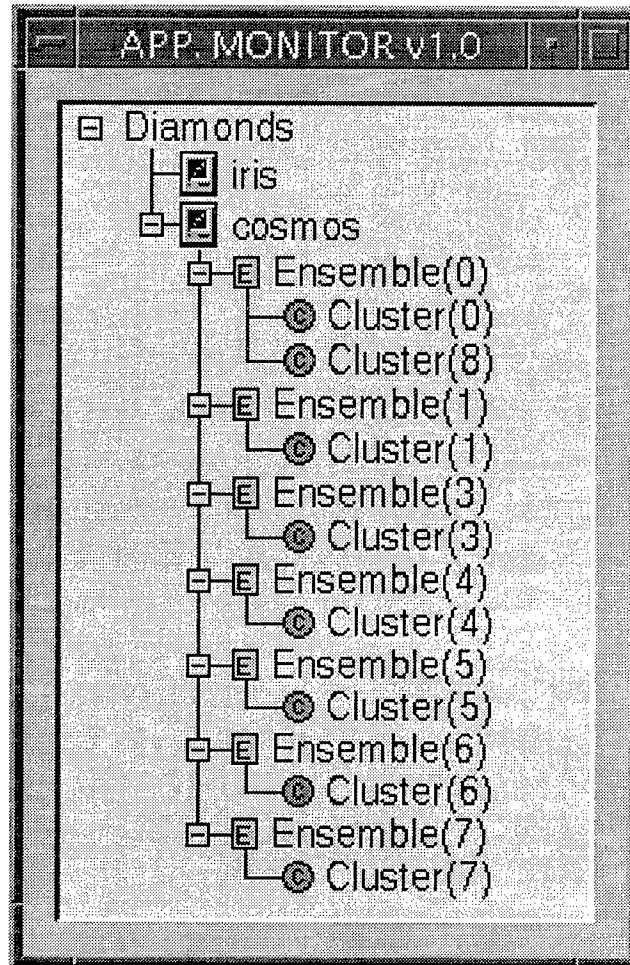 APP. MONITOR v1.0
Diamonds
iris
cosmos
E Ensemble(0)
C Cluster(0)
C Cluster(8)
E Ensemble(1)
C Cluster(1)
E Ensemble(3)
C Cluster(3)
E Ensemble(4)
C Cluster(4)
E Ensemble(5)
C Cluster(5)
E Ensemble(6)
C Cluster(6)
E Ensemble(7)
C Cluster(7)